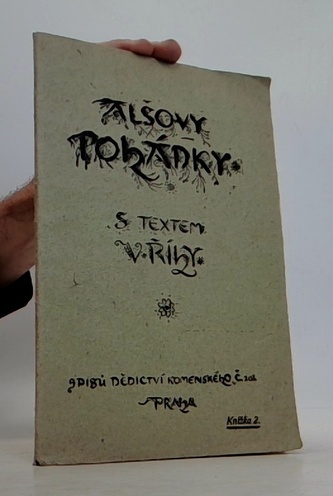 ALŠOVY
POHÁDKY.
S TEXTEM
V. ŘÍHY.
SPISŮ DĚDICTVÍ KOMENSKÉHO Č.
PRAHA
Knížka 2.